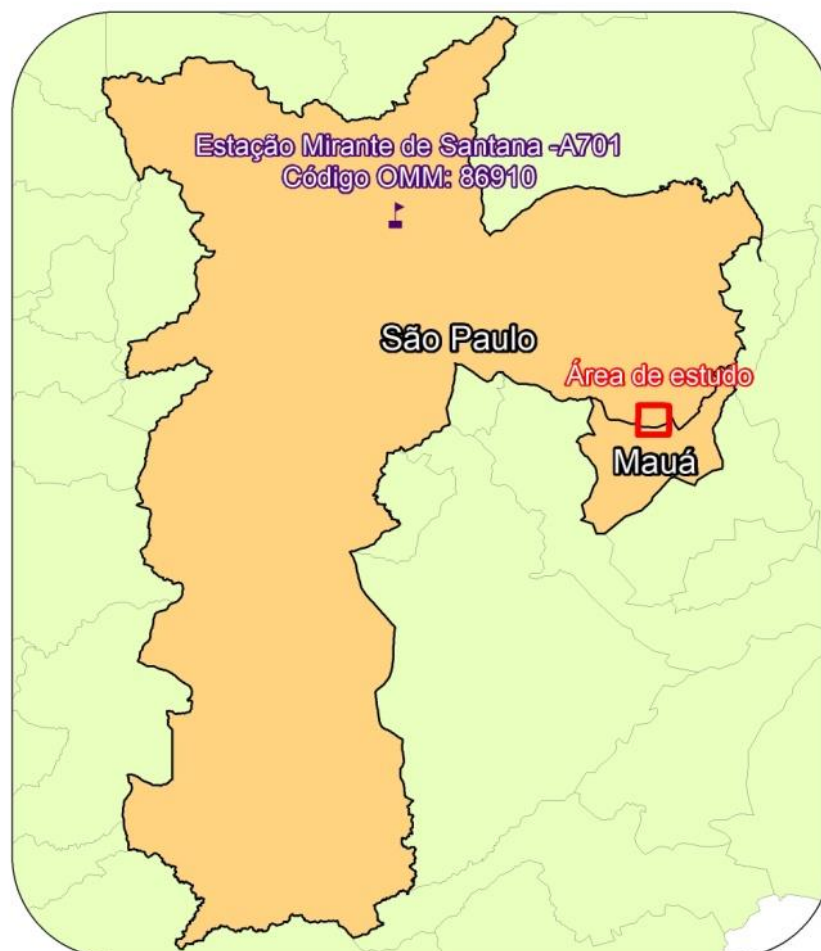 Estação Mirante de Santana -A701
Código OMM: 86910
São Paulo
Área de estudo
Mauá